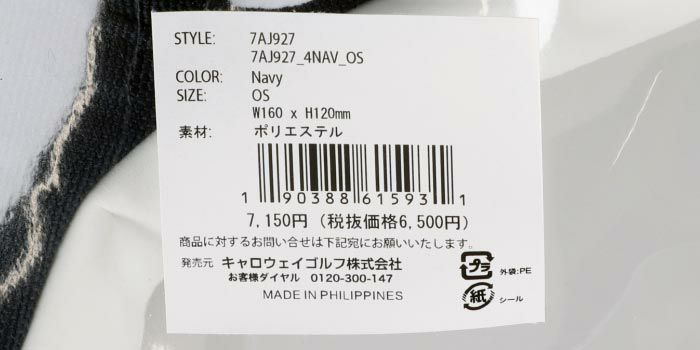 STYLE: 7AJ927
7AJ927_4NAV_OS
COLOR: Navy
SIZE: OS
W160 x H120mm
素材: ポリエステル
1 90388 61593 1
7,150円 (税抜価格6,500円)
商品に対するお問い合せは下記宛にお願いいたします。
発売元 キャロウェイゴルフ株式会社
お客様ダイヤル 0120-300-147
MADE IN PHILIPPINES
プラ 外袋:PE
紙 シール